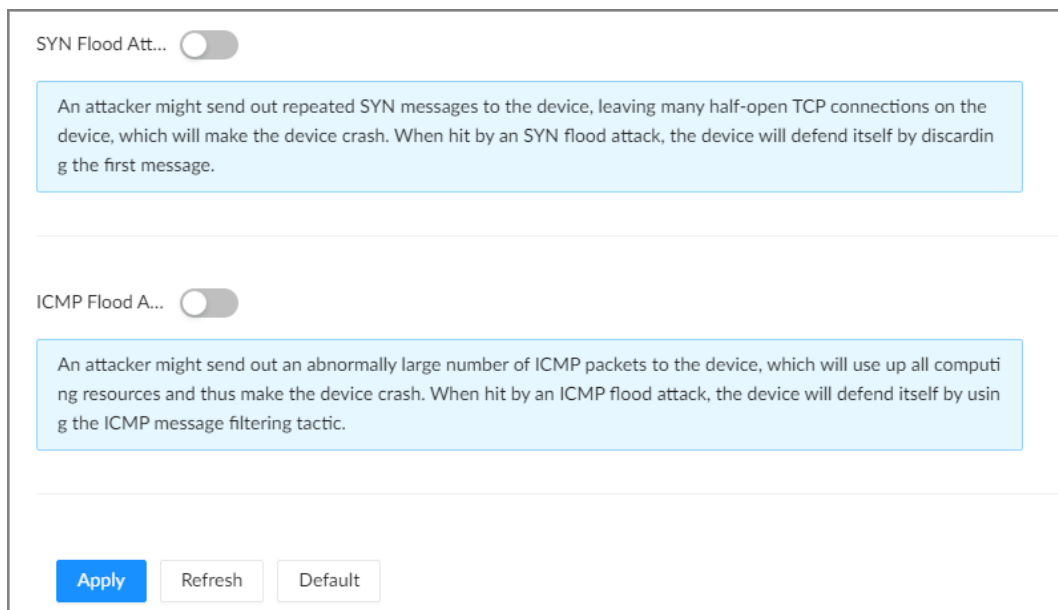 SYN Flood Att...
An attacker might send out repeated SYN messages to the device, leaving many half-open TCP connections on the
device, which will make the device crash. When hit by an SYN flood attack, the device will defend itself by discardin
g the first message.
ICMP Flood A...
An attacker might send out an abnormally large number of ICMP packets to the device, which will use up all computi
ng resources and thus make the device crash. When hit by an ICMP flood attack, the device will defend itself by usin
g the ICMP message filtering tactic.
Apply Refresh Default